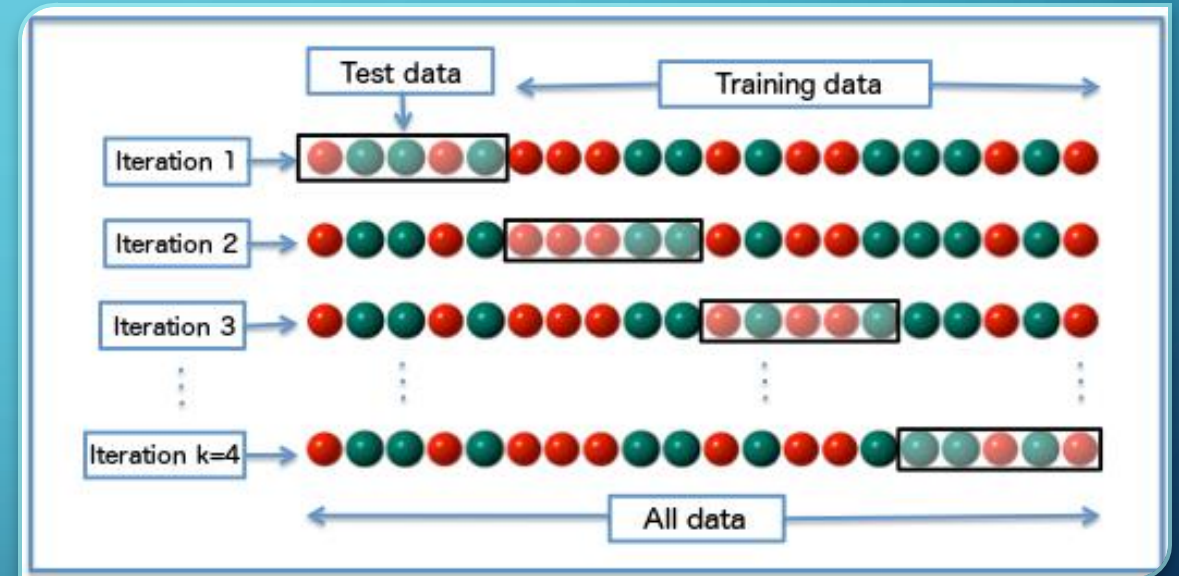 Test data
Training data
Iteration 1
Iteration 2
Iteration 3
Iteration k=4
All data